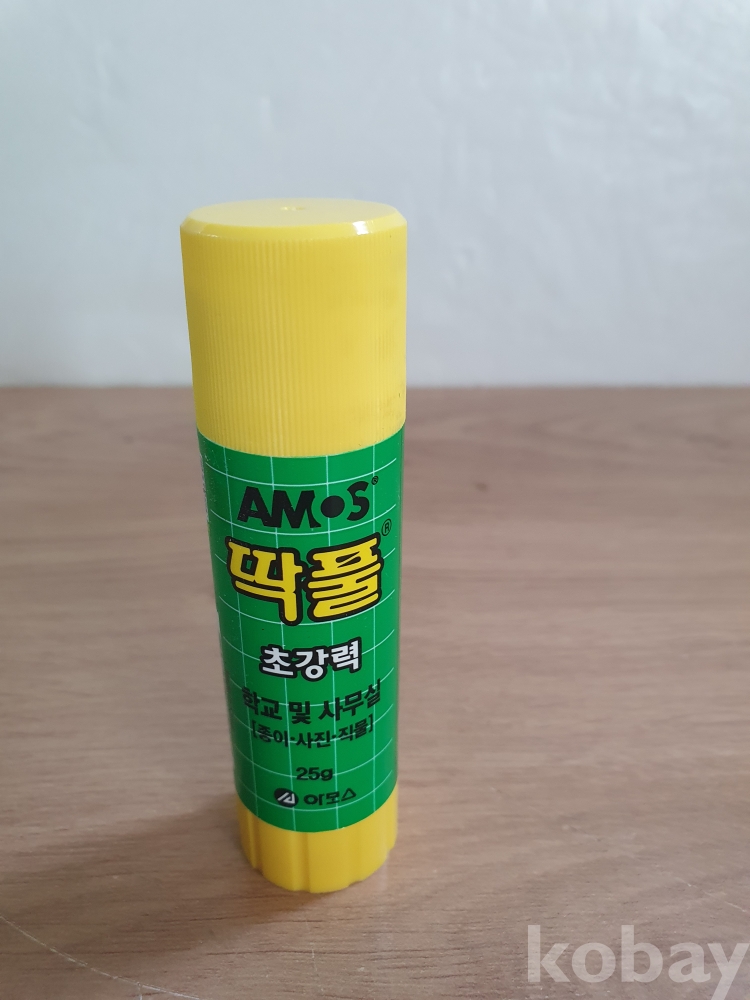 AMOS®
딱풀®
초강력
학교 및 사무실
[종이·사진·직물]
25g
아모스
kobay